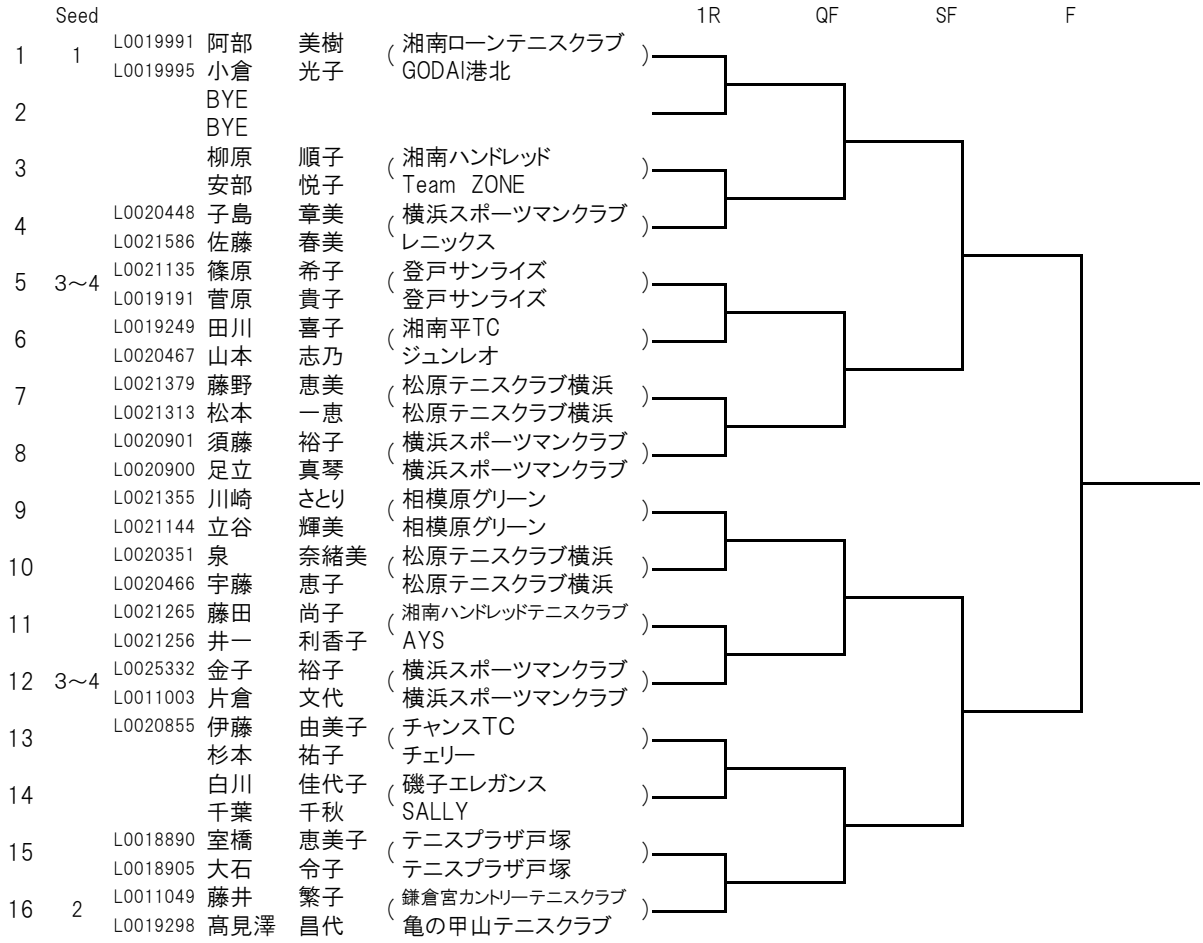 Seed 1R QF SF F
L0019991 阿部 美樹 ( 湘南ローンテニスクラブ )
1 1
L0019995 小倉 光子 GODAI港北
BYE
2
BYE
柳原 順子 ( 湘南ハンドレッド )
3
安部 悦子 Team ZONE
L0020448 子島 章美 ( 横浜スポーツマンクラブ )
4
L0021586 佐藤 春美 レニックス
L0021135 篠原 希子 ( 登戸サンライズ )
5 3～4
L0019191 菅原 貴子 登戸サンライズ
L0019249 田川 喜子 ( 湘南平TC )
6
L0020467 山本 志乃 ジュンレオ
L0021379 藤野 恵美 ( 松原テニスクラブ横浜 )
7
L0021313 松本 一恵 松原テニスクラブ横浜
L0020901 須藤 裕子 ( 横浜スポーツマンクラブ )
8
L0020900 足立 真琴 横浜スポーツマンクラブ
L0021355 川崎 さとり ( 相模原グリーン )
9
L0021144 立谷 輝美 相模原グリーン
L0020351 泉 奈緒美 ( 松原テニスクラブ横浜 )
10
L0020466 宇藤 恵子 松原テニスクラブ横浜
L0021265 藤田 尚子 ( 湘南ハンドレッドテニスクラブ )
11
L0021256 井一 利香子 AYS
L0025332 金子 裕子 ( 横浜スポーツマンクラブ )
12 3～4
L0011003 片倉 文代 横浜スポーツマンクラブ
L0020855 伊藤 由美子 ( チャンスTC )
13
杉本 祐子 チェリー
白川 佳代子 ( 磯子エレガンス )
14
千葉 千秋 SALLY
L0018890 室橋 恵美子 ( テニスプラザ戸塚 )
15
L0018905 大石 令子 テニスプラザ戸塚
L0011049 藤井 繁子 ( 鎌倉宮カントリーテニスクラブ )
16 2
L0019298 髙見澤 昌代 亀の甲山テニスクラブ